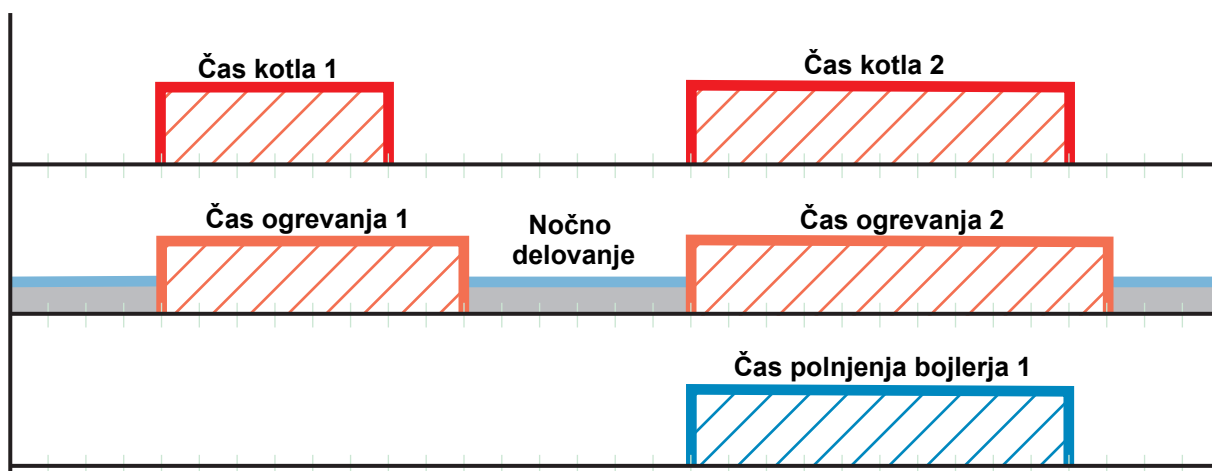 Čas kotla 1
Čas kotla 2
Čas ogrevanja 1
Nočno
delovanje
Čas ogrevanja 2
Čas polnjenja bojlerja 1